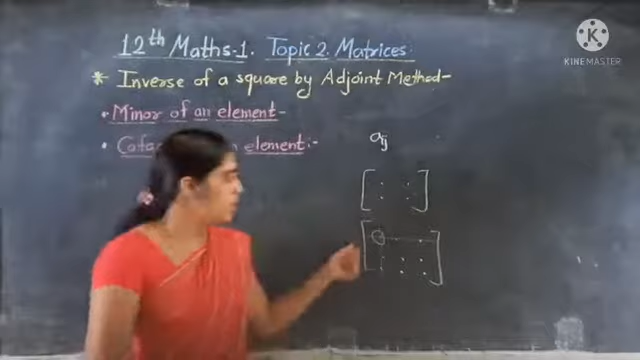 12th Maths-1. Topic 2. Matrices.
* Inverse of a square by Adjoint Method-
• Minor of an element-
• element:-
aij
KINEMASTER